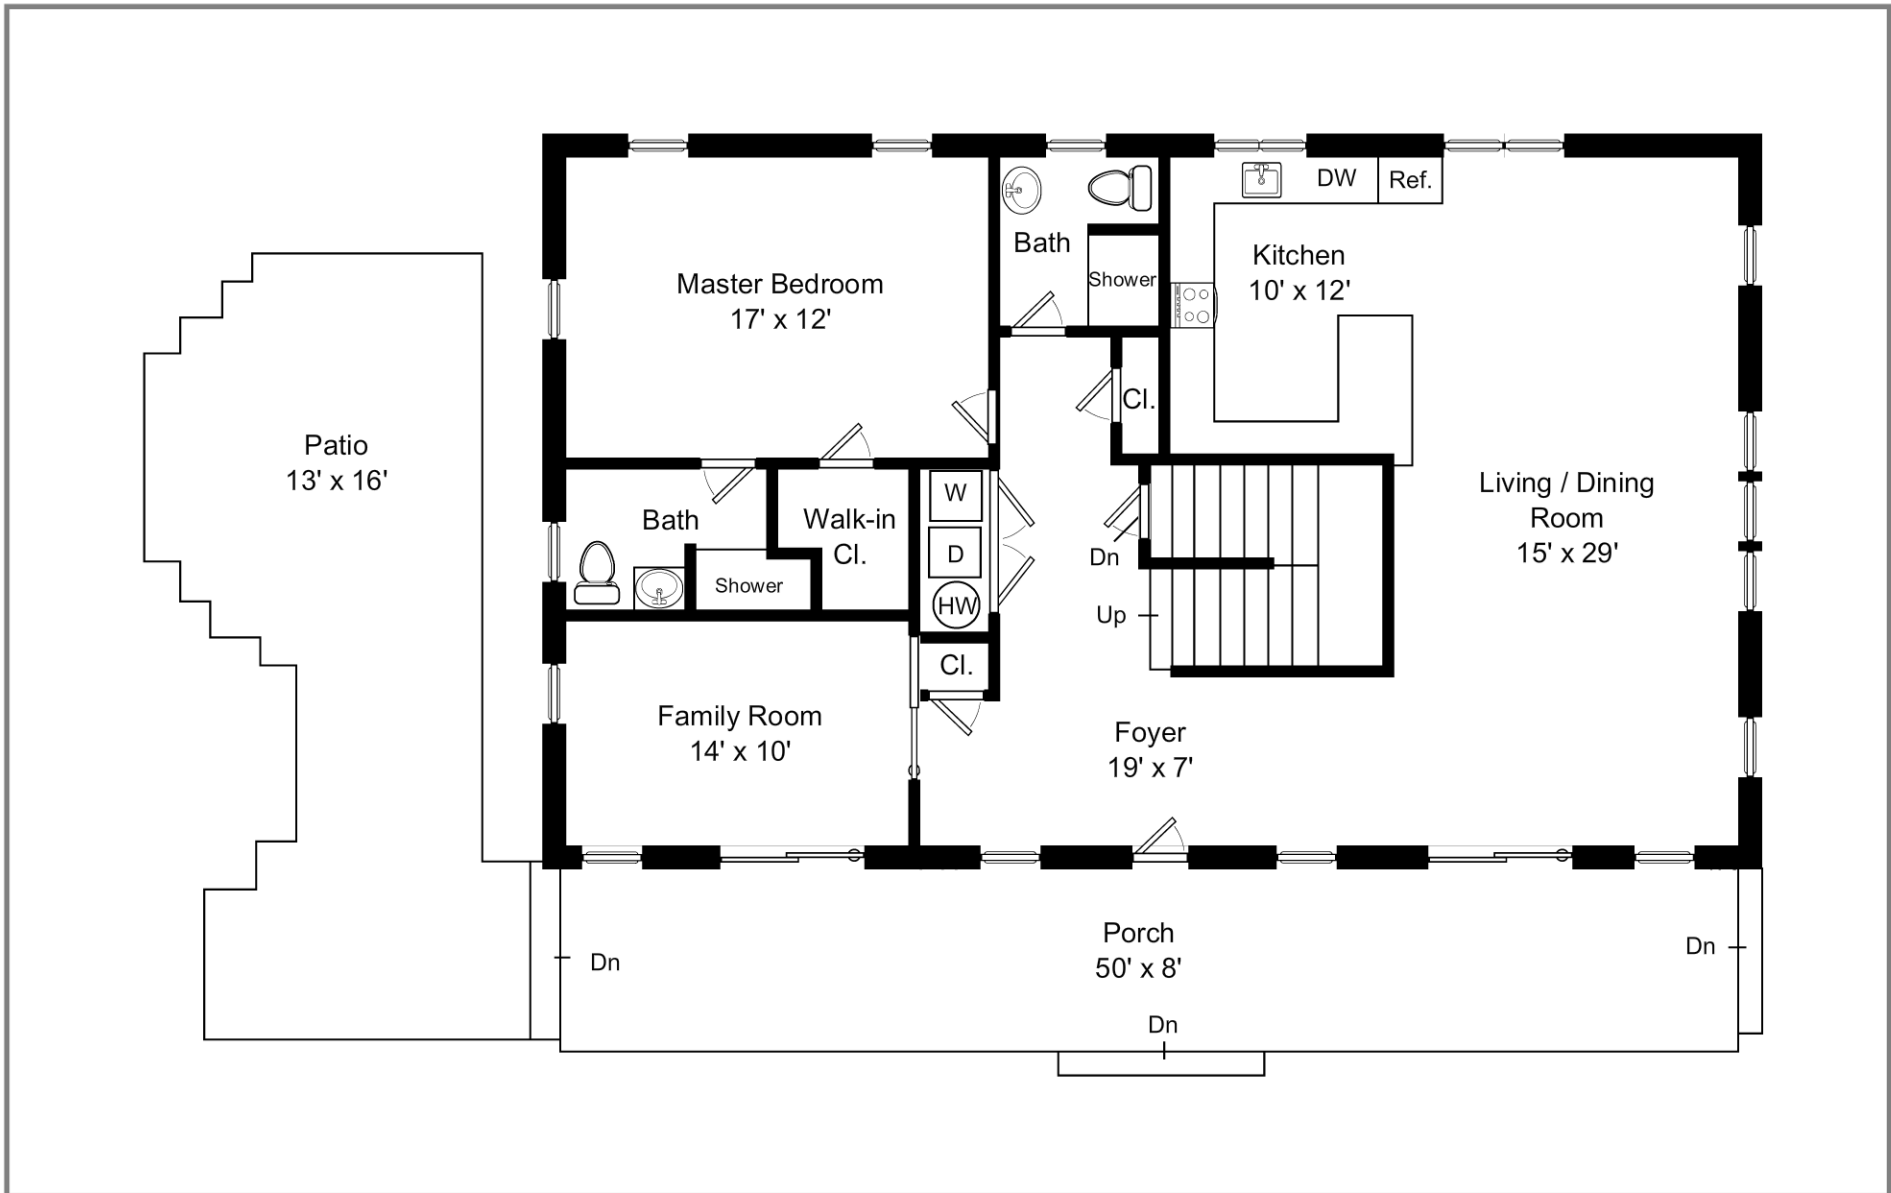 DW
Ref.
Bath
Shower
Kitchen
10' x 12'
Master Bedroom
17' x 12'
Cl.
Patio
13' x 16'
Living / Dining
Room
15' x 29'
W
D
HW
Bath
Walk-in
Cl.
Shower
Dn
Up
Cl.
Family Room
14' x 10'
Foyer
19' x 7'
Porch
50' x 8'
Dn
Dn
Dn